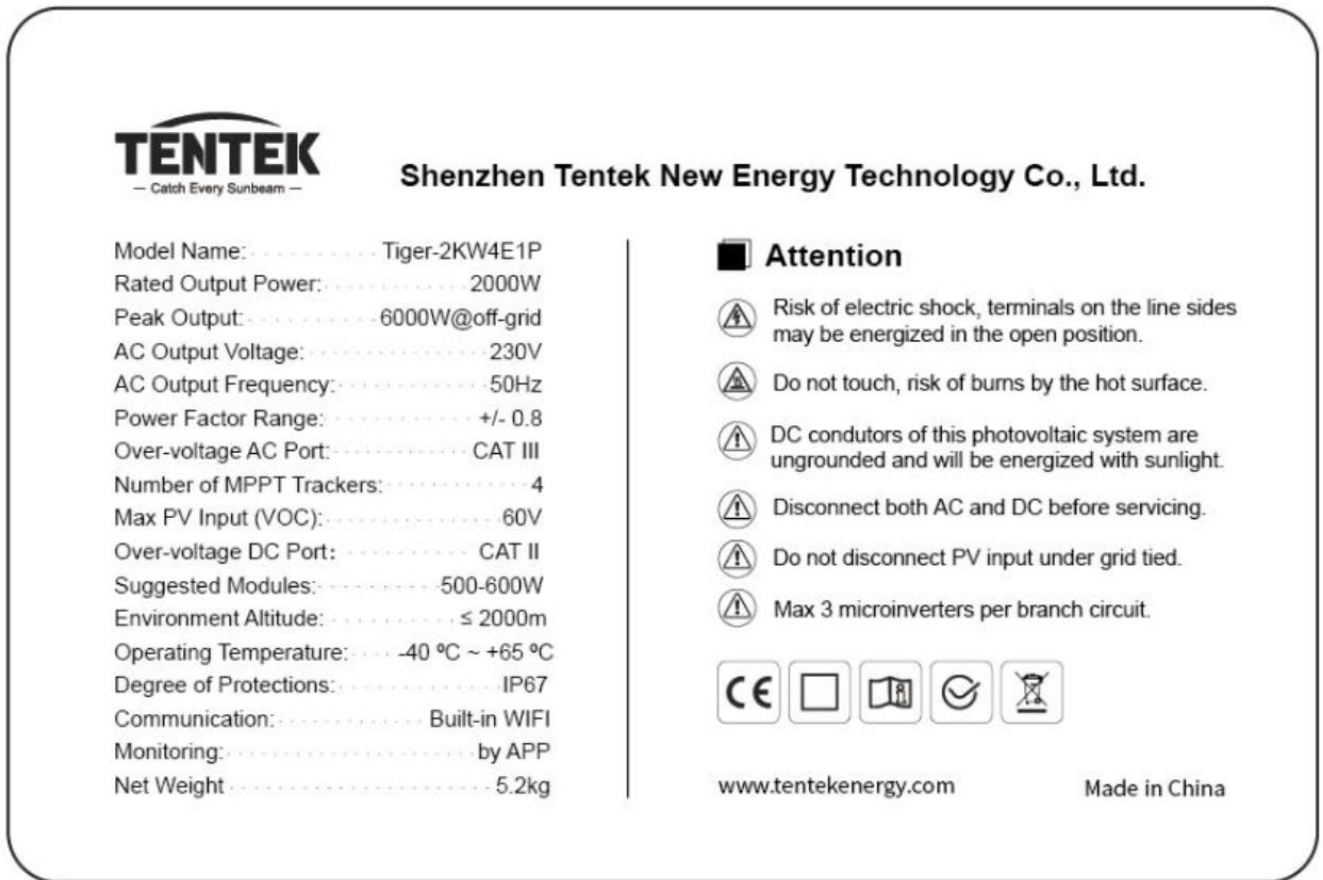 TENTEK
— Catch Every Sunbeam —
Shenzhen Tentek New Energy Technology Co., Ltd.
Model Name: Tiger-2KW4E1P
Rated Output Power: 2000W
Peak Output: 6000W@off-grid
AC Output Voltage: 230V
AC Output Frequency: 50Hz
Power Factor Range: +/- 0.8
Over-voltage AC Port: CAT III
Number of MPPT Trackers: 4
Max PV Input (VOC): 60V
Over-voltage DC Port: CAT II
Suggested Modules: 500-600W
Environment Altitude: ≤ 2000m
Operating Temperature: -40 ºC ~ +65 ºC
Degree of Protections: IP67
Communication: Built-in WIFI
Monitoring: by APP
Net Weight 5.2kg
Attention
Risk of electric shock, terminals on the line sides
may be energized in the open position.
Do not touch, risk of burns by the hot surface.
DC condutors of this photovoltaic system are
ungrounded and will be energized with sunlight.
Disconnect both AC and DC before servicing.
Do not disconnect PV input under grid tied.
Max 3 microinverters per branch circuit.
CE
www.tentekenergy.com
Made in China